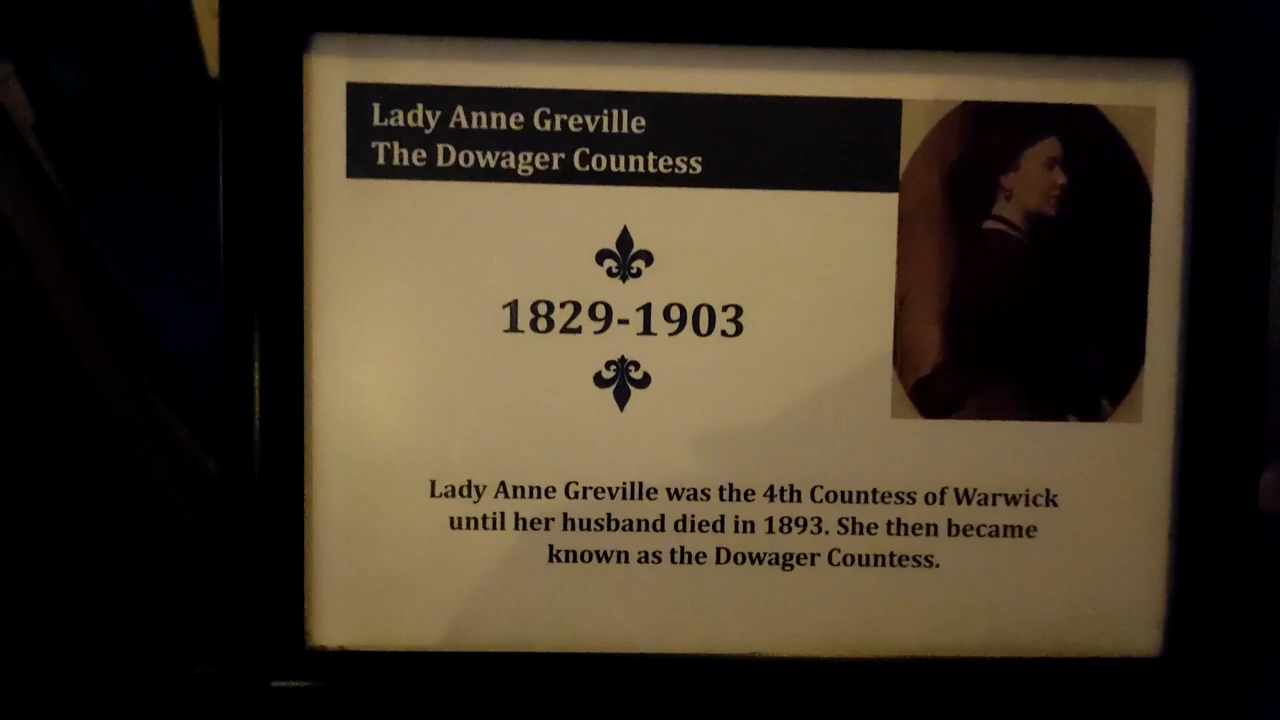 Lady Anne Greville
The Dowager Countess
1829-1903
Lady Anne Greville was the 4th Countess of Warwick
until her husband died in 1893. She then became
known as the Dowager Countess.